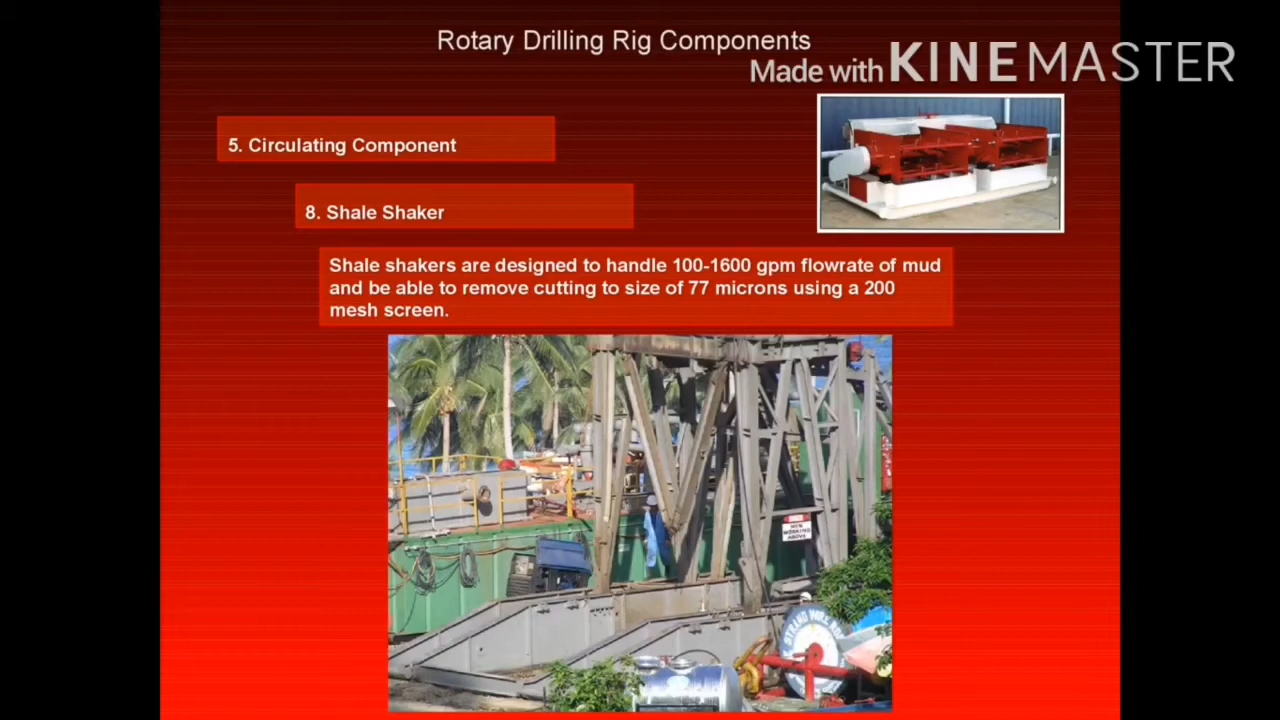 Rotary Drilling Rig Components
Made with KINEMASTER
5. Circulating Component
8. Shale Shaker
Shale shakers are designed to handle 100-1600 gpm flowrate of mud
and be able to remove cutting to size of 77 microns using a 200
mesh screen.
MEN
WORKING
ABOVE
STRAND WIRE